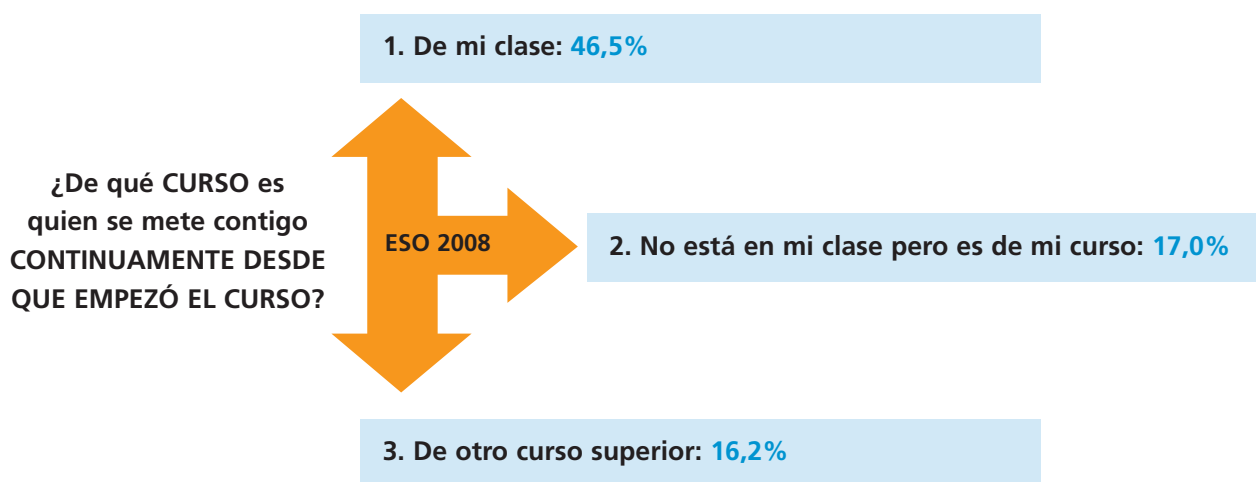 1. De mi clase: 46,5%
¿De qué CURSO es
quien se mete contigo
CONTINUAMENTE DESDE
QUE EMPEZÓ EL CURSO?
ESO 2008
2. No está en mi clase pero es de mi curso: 17,0%
3. De otro curso superior: 16,2%